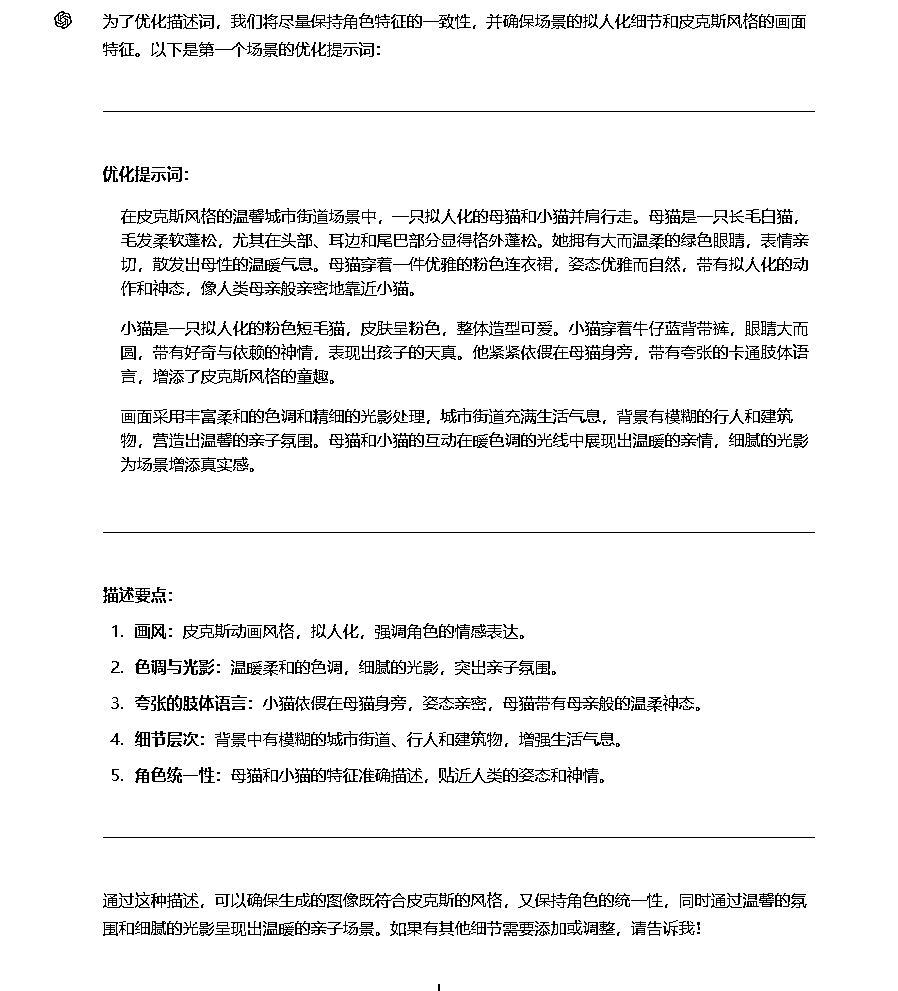 为了优化描述词，我们将尽量保持角色特征的一致性，并确保场景的拟人化细节和皮克斯风格的画面
特征。以下是第一个场景的优化提示词：
优化提示词：
在皮克斯风格的温馨城市街道场景中，一只拟人化的母猫和小猫并肩行走。母猫是一只长毛白猫，
毛发柔软蓬松，尤其在头部、耳边和尾巴部分显得格外蓬松。她拥有大而温柔的绿色眼睛，表情亲
切，散发出母性的温暖气息。母猫穿着一件优雅的粉色连衣裙，姿态优雅而自然，带有拟人化的动
作和神态，像人类母亲般亲密地靠近小猫。
小猫是一只拟人化的粉色短毛猫，皮肤呈粉色，整体造型可爱。小猫穿着牛仔蓝背带裤，眼睛大而
圆，带有好奇与依赖的神情，表现出孩子的天真。他紧紧依偎在母猫身旁，带有夸张的卡通肢体语
言，增添了皮克斯风格的童趣。
画面采用丰富柔和的色调和精细的光影处理，城市街道充满生活气息，背景有模糊的行人和建筑
物，营造出温馨的亲子氛围。母猫和小猫的互动在暖色调的光线中展现出温暖的亲情，细腻的光影
为场景增添真实感。
描述要点：
1. 画风：皮克斯动画风格，拟人化，强调角色的情感表达。
2. 色调与光影：温暖柔和的色调，细腻的光影，突出亲子氛围。
3. 夸张的肢体语言：小猫依偎在母猫身旁，姿态亲密，母猫带有母亲般的温柔神态。
4. 细节层次：背景中有模糊的城市街道、行人和建筑物，增强生活气息。
5. 角色统一性：母猫和小猫的特征准确描述，贴近人类的姿态和神情。
通过这种描述，可以确保生成的图像既符合皮克斯的风格，又保持角色的统一性，同时通过温馨的氛
围和细腻的光影呈现出温暖的亲子场景。如果有其他细节需要添加或调整，请告诉我！